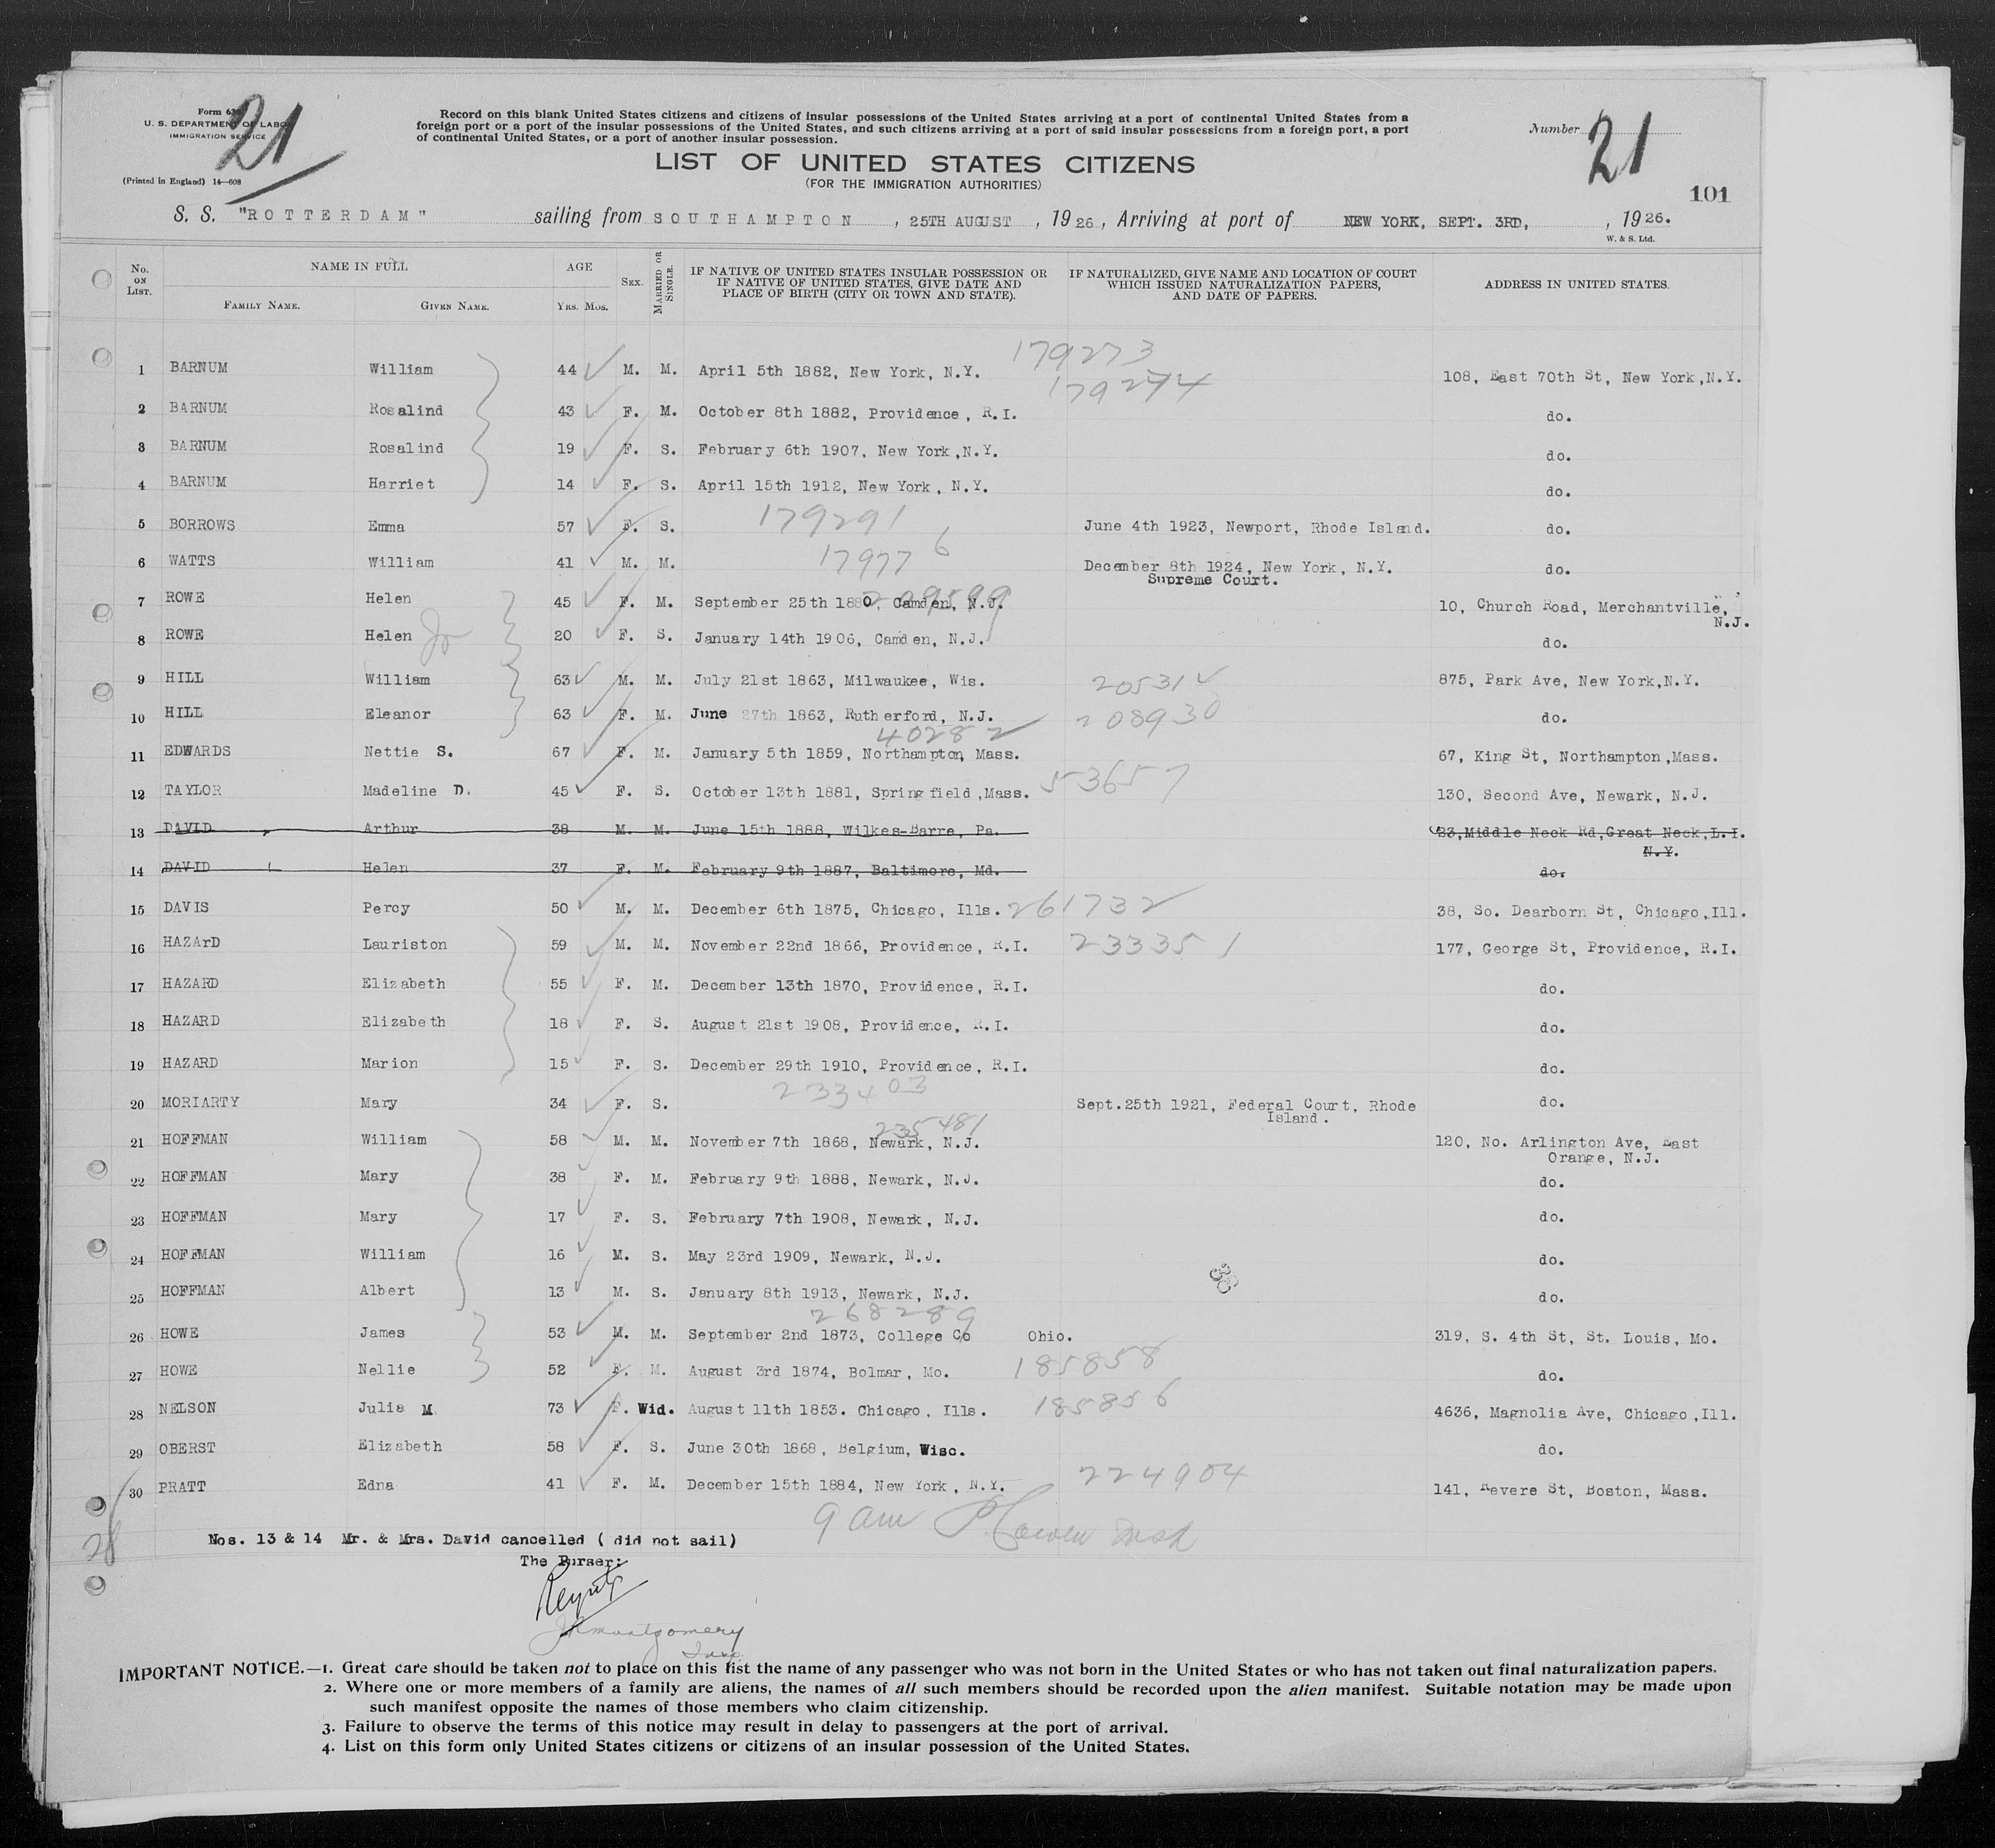 Form 630
U. S. DEPARTMENT OF LABOR
IMMIGRATION SERVICE
21
(Printed in England) 14—608
Record on this blank United States citizens and citizens of insular possessions of the United States arriving at a port of continental United States from a
foreign port or a port of the insular possessions of the United States, and such citizens arriving at a port of said insular possessions from a foreign port, a port
of continental United States, or a port of another insular possession.
LIST OF UNITED STATES CITIZENS
(FOR THE IMMIGRATION AUTHORITIES)
Number 21
101
S. S. "ROTTERDAM" sailing from SOUTHAMPTON, 25TH AUGUST, 1926, Arriving at port of NEW YORK, SEPT. 3RD, , 1926.
W. & S. Ltd.
No. ON LIST. NAME IN FULL AGE SEX. MARRIED OR SINGLE. IF NATIVE OF UNITED STATES INSULAR POSSESSION OR IF NATIVE OF UNITED STATES, GIVE DATE AND PLACE OF BIRTH (CITY OR TOWN AND STATE). IF NATURALIZED, GIVE NAME AND LOCATION OF COURT WHICH ISSUED NATURALIZATION PAPERS, AND DATE OF PAPERS. ADDRESS IN UNITED STATES.
FAMILY NAME. GIVEN NAME. YRS. MOS.
179273
1 BARNUM William 44 M. M. April 5th 1882, New York, N.Y. 108, East 70th St, New York,N.Y.
179274
2 BARNUM Rosalind 43 F. M. October 8th 1882, Providence, R.I. do.
3 BARNUM Rosalind 19 F. S. February 6th 1907, New York,N.Y. do.
4 BARNUM Harriet 14 F. S. April 15th 1912, New York, N.Y. do.
5 BORROWS Emma 57 F. S. 179291 June 4th 1923, Newport, Rhode Island. do.
6 WATTS William 41 M. M. 179776 December 8th 1924, New York, N.Y. do.
Supreme Court.
7 ROWE Helen 45 F. M. September 25th 1880, Camden, N.J. 209599 10, Church Road, Merchantville,
N.J.
8 ROWE Helen Jr 20 F. S. January 14th 1906, Camden, N.J. do.
9 HILL William 63 M. M. July 21st 1863, Milwaukee, Wis. 20531 875, Park Ave, New York,N.Y.
10 HILL Eleanor 63 F. M. June 27th 1863, Rutherford, N.J. 208930 do.
40282
11 EDWARDS Nettie S. 67 F. M. January 5th 1859, Northampton, Mass. 67, King St, Northampton,Mass.
12 TAYLOR Madeline D. 45 F. S. October 13th 1881, Springfield,Mass. 53657 130, Second Ave, Newark, N.J.
13 DAVID Arthur 38 M. M. June 15th 1888, Wilkes-Barre, Pa. 23,Middle Neck Rd,Great Neck,L.I.
N.Y.
14 DAVID Helen 37 F. M. February 9th 1887, Baltimore, Md. do.
15 DAVIS Percy 50 M. M. December 6th 1875, Chicago, Ills. 261732 38, So. Dearborn St, Chicago,Ill.
16 HAZArD Lauriston 59 M. M. November 22nd 1866, Providence, R.I. 233351 177, George St, Providence, R.I.
17 HAZARD Elizabeth 55 F. M. December 13th 1870, Providence, R.I. do.
18 HAZARD Elizabeth 18 F. S. August 21st 1908, Providence, R.I. do.
19 HAZARD Marion 15 F. S. December 29th 1910, Providence, R.I. do.
20 MORIARTY Mary 34 F. S. 233403 Sept.25th 1921, Federal Court, Rhode do.
Island.
235481
21 HOFFMAN William 58 M. M. November 7th 1868, Newark, N.J. 120, No. Arlington Ave, East
Orange, N.J.
22 HOFFMAN Mary 38 F. M. February 9th 1888, Newark, N.J. do.
23 HOFFMAN Mary 17 F. S. February 7th 1908, Newark, N.J. do.
24 HOFFMAN William 16 M. S. May 23rd 1909, Newark, N.J. do.
25 HOFFMAN Albert 13 M. S. January 8th 1913, Newark, N.J. do.
268289
26 HOWE James 53 M. M. September 2nd 1873, College Co Ohio. 319, S. 4th St, St. Louis, Mo.
27 HOWE Nellie 52 F. M. August 3rd 1874, Bolmar, Mo. 185858 do.
28 NELSON Julia M 73 F. Wid. August 11th 1853. Chicago, Ills. 185856 4636, Magnolia Ave, Chicago,Ill.
29 OBERST Elizabeth 58 F. S. June 30th 1868, Belgium, Wisc. do.
30 PRATT Edna 41 F. M. December 15th 1884, New York, N.Y. 224904 141, Revere St, Boston, Mass.
9 am
28
Nos. 13 & 14 Mr. & Mrs. David cancelled ( did not sail)
The Purser:
JRMontgomery
Insp.
IMPORTANT NOTICE.—1. Great care should be taken not to place on this list the name of any passenger who was not born in the United States or who has not taken out final naturalization papers.
2. Where one or more members of a family are aliens, the names of all such members should be recorded upon the alien manifest. Suitable notation may be made upon
such manifest opposite the names of those members who claim citizenship.
3. Failure to observe the terms of this notice may result in delay to passengers at the port of arrival.
4. List on this form only United States citizens or citizens of an insular possession of the United States.